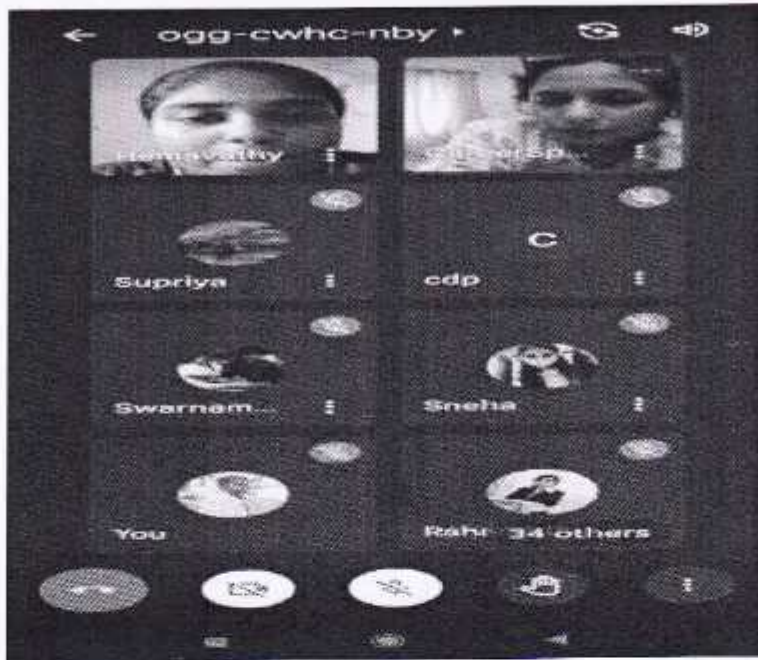 ogg-cwhc-nby
Supriya
C
cdp
Swarnam...
Sneha
You
34 others